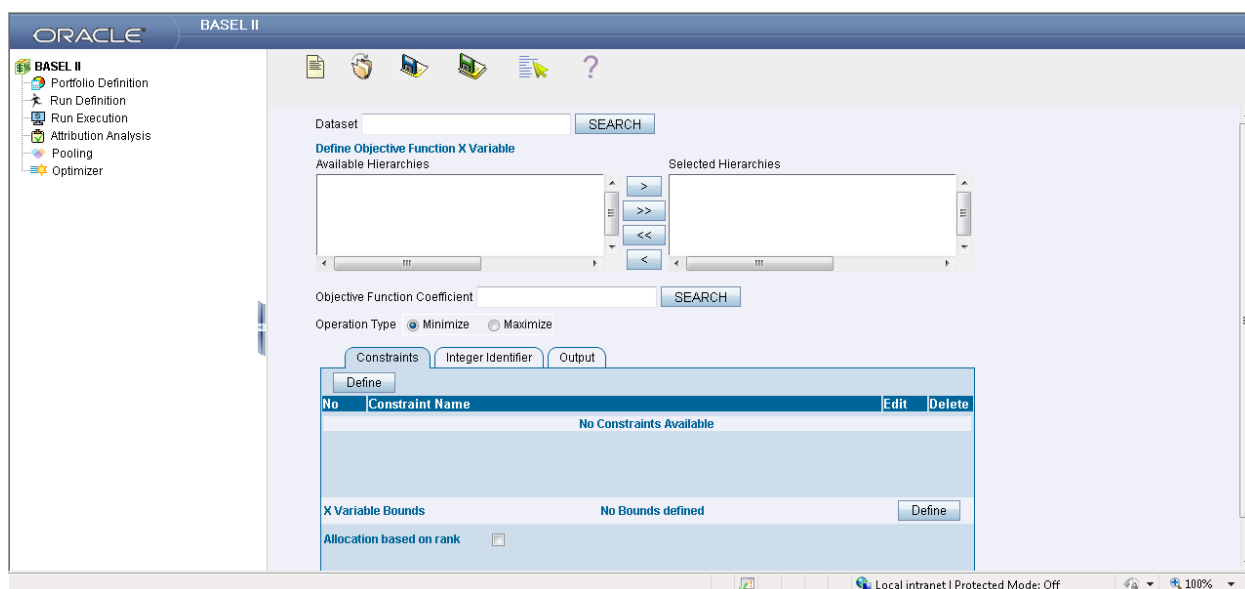 ORACLE®
BASEL II
BASEL II
Portfolio Definition
Run Definition
Run Execution
Attribution Analysis
Pooling
Optimizer
?
Dataset SEARCH
Define Objective Function X Variable
Available Hierarchies Selected Hierarchies
>
>>
<<
<
Objective Function Coefficient SEARCH
Operation Type Minimize Maximize
Constraints Integer Identifier Output
Define
No Constraint Name Edit Delete
No Constraints Available
X Variable Bounds No Bounds defined Define
Allocation based on rank
Local intranet | Protected Mode: Off 100%